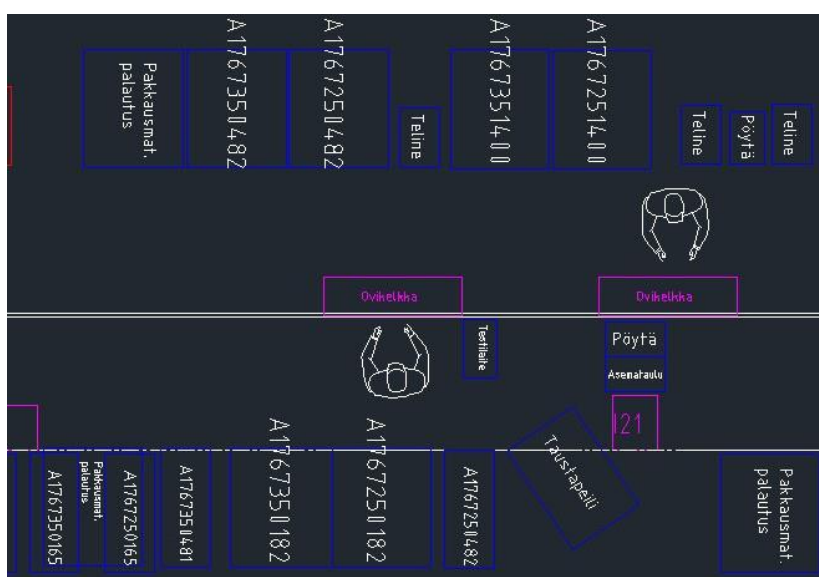 Pakkausmat.
palautus
A1767350482
A1767250482
Teline
A1767351400
A1767251400
Teline
Pöytä
Teline
Ovikelkka
Ovikelkka
Testilaite
Pöytä
Asemataulu
121
A1767350165
Pakkausmat.
palautus
A1767250165
A1767350481
A1767350182
A1767250182
A1767250482
Taustapeili
Pakkausmat.
palautus